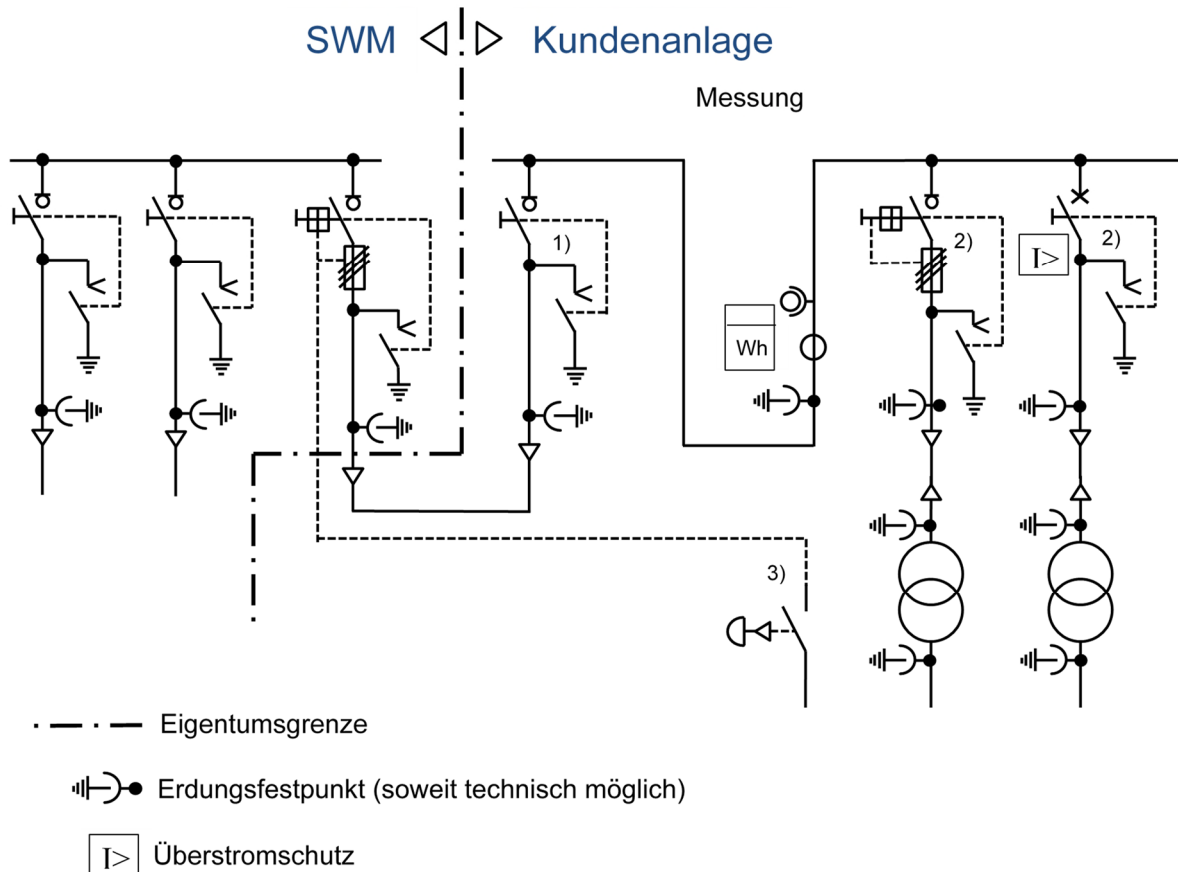 SWM Kundenanlage
Messung
1)
2)
2)
I>
Wh
3)
Eigentumsgrenze
Erdungsfestpunkt (soweit technisch möglich)
I> Überstromschutz